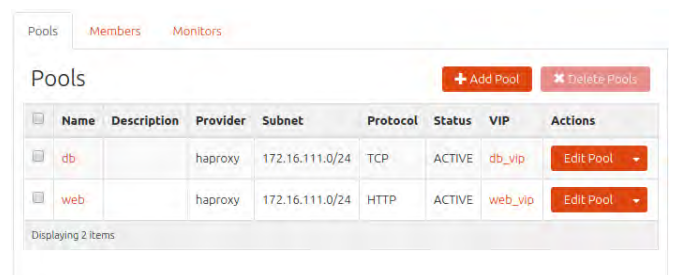 Pools Members Monitors
Pools + Add Pool ✖ Delete Pools
Name Description Provider Subnet Protocol Status VIP Actions
db haproxy 172.16.111.0/24 TCP ACTIVE db_vip Edit Pool
web haproxy 172.16.111.0/24 HTTP ACTIVE web_vip Edit Pool
Displaying 2 items